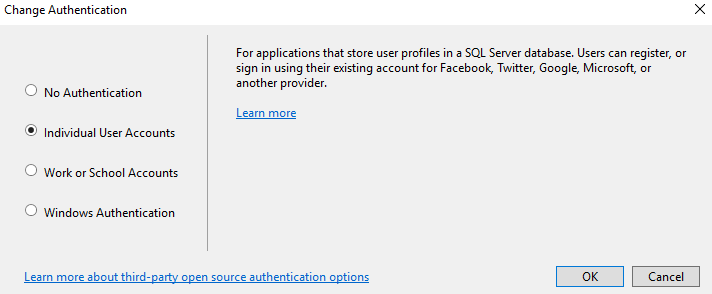 Change Authentication
For applications that store user profiles in a SQL Server database. Users can register, or
sign in using their existing account for Facebook, Twitter, Google, Microsoft, or
another provider.
Learn more
No Authentication
Individual User Accounts
Work or School Accounts
Windows Authentication
Learn more about third-party open source authentication options
OK
Cancel